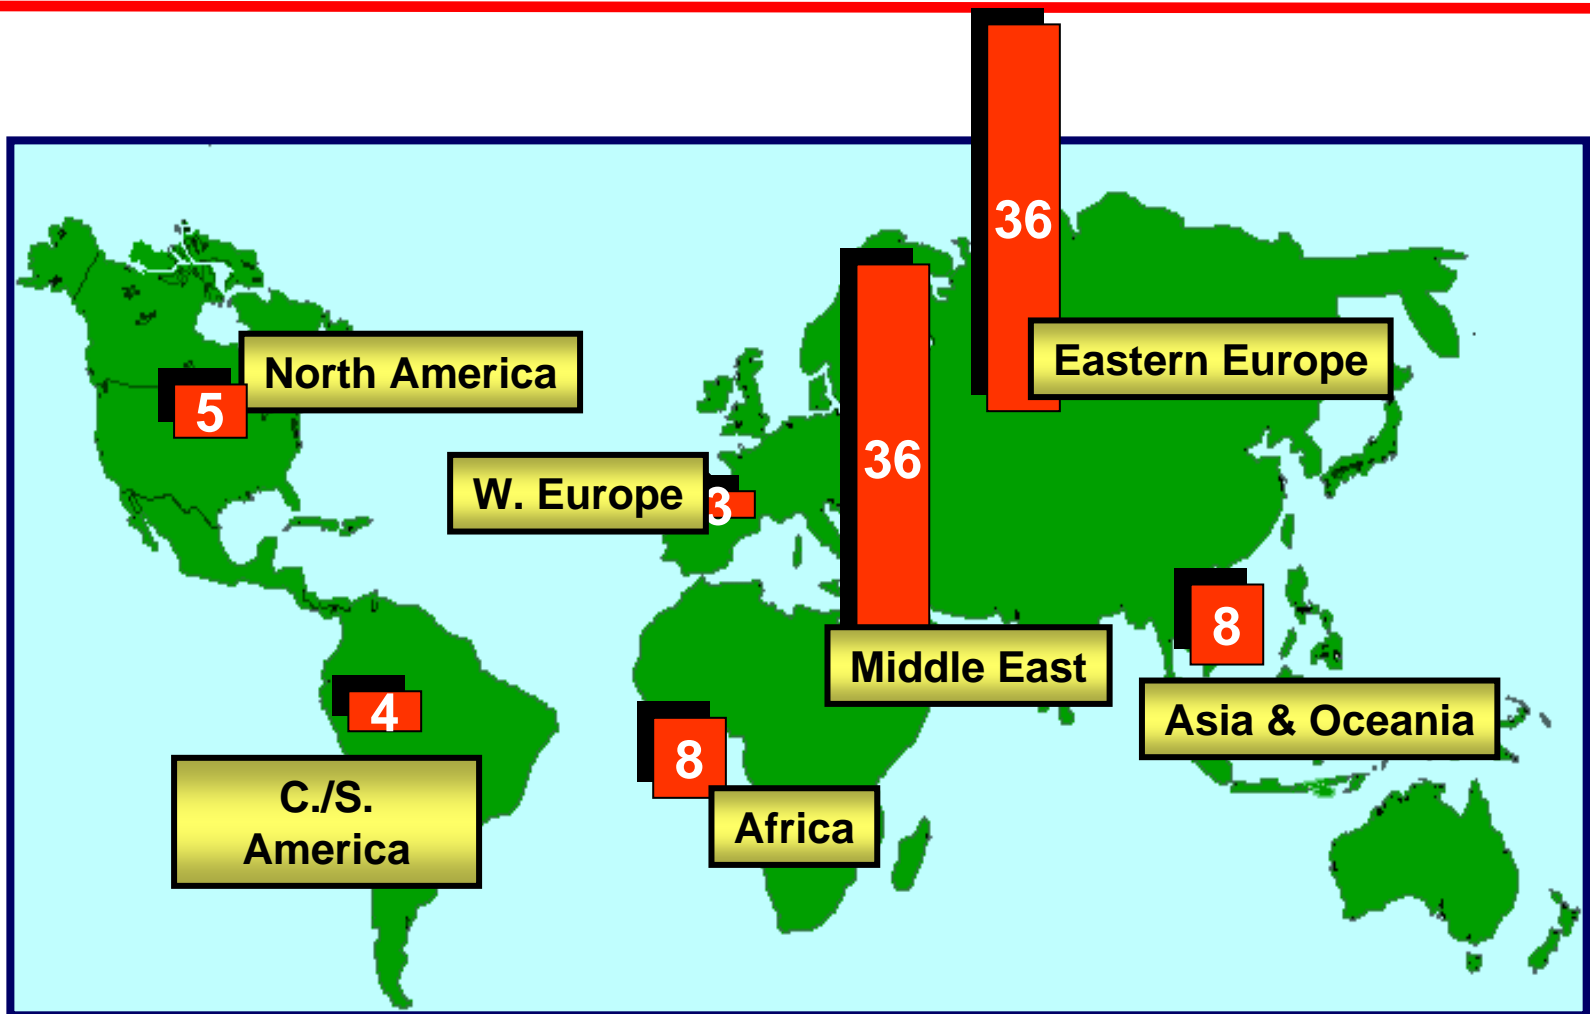 36
Eastern Europe
North America
5
36
W. Europe
3
8
Middle East
Asia & Oceania
4
8
C./S.
America
Africa